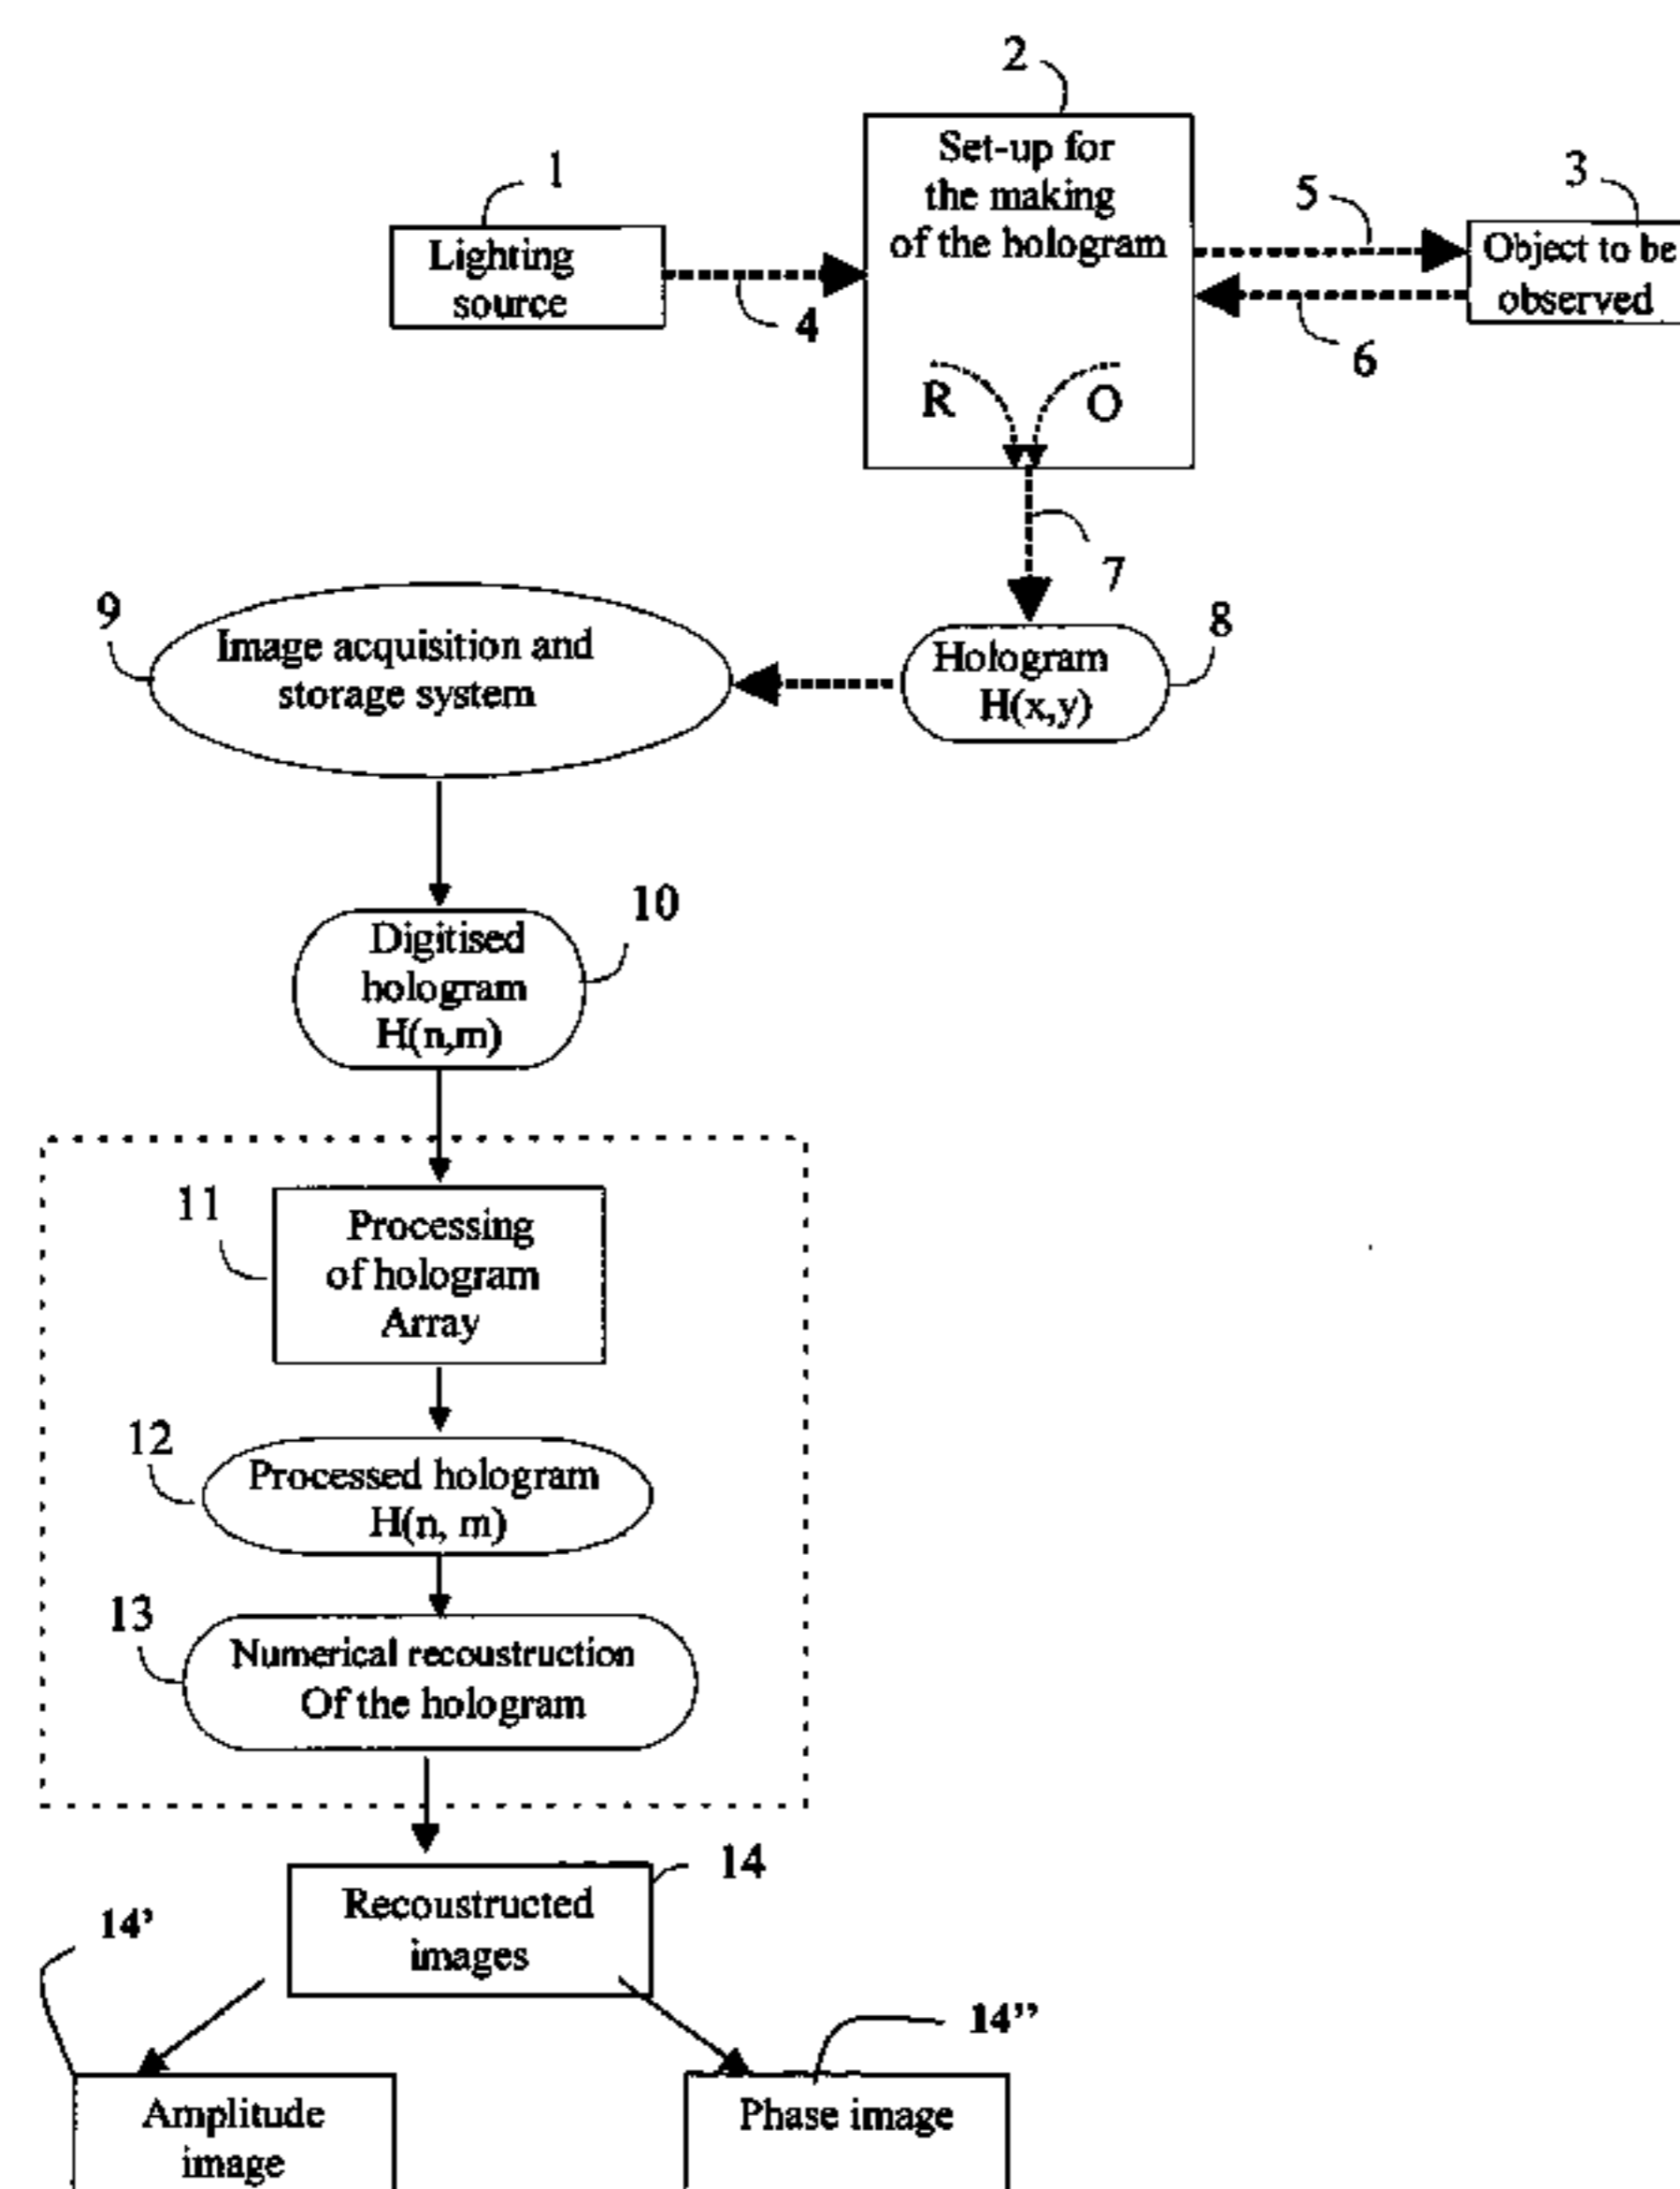 2
1
Set-up for
the making
of the hologram
5
3
Lighting
source
Object to be
observed
4
6
R
O
7
9
8
Image acquisition and
storage system
Hologram
H(x,y)
10
Digitised
hologram
H(n,m)
11
Processing
of hologram
Array
12
Processed hologram
H(n, m)
13
Numerical recoustruction
Of the hologram
14
Recoustructed
images
14’
14”
Amplitude
image
Phase image